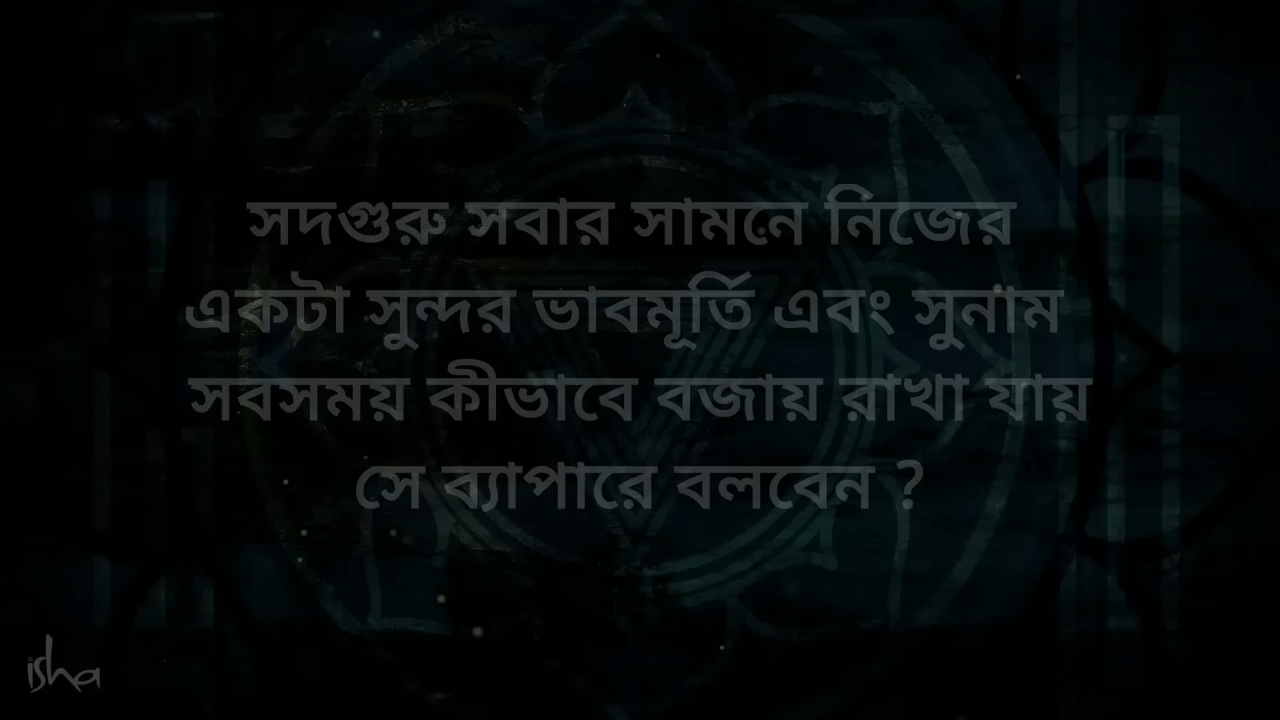 সদগুরু সবার সামনে নিজের
একটা সুন্দর ভাবমূর্তি এবং সুনাম
সবসময় কীভাবে বজায় রাখা যায়
সে ব্যাপারে বলবেন ?
isha